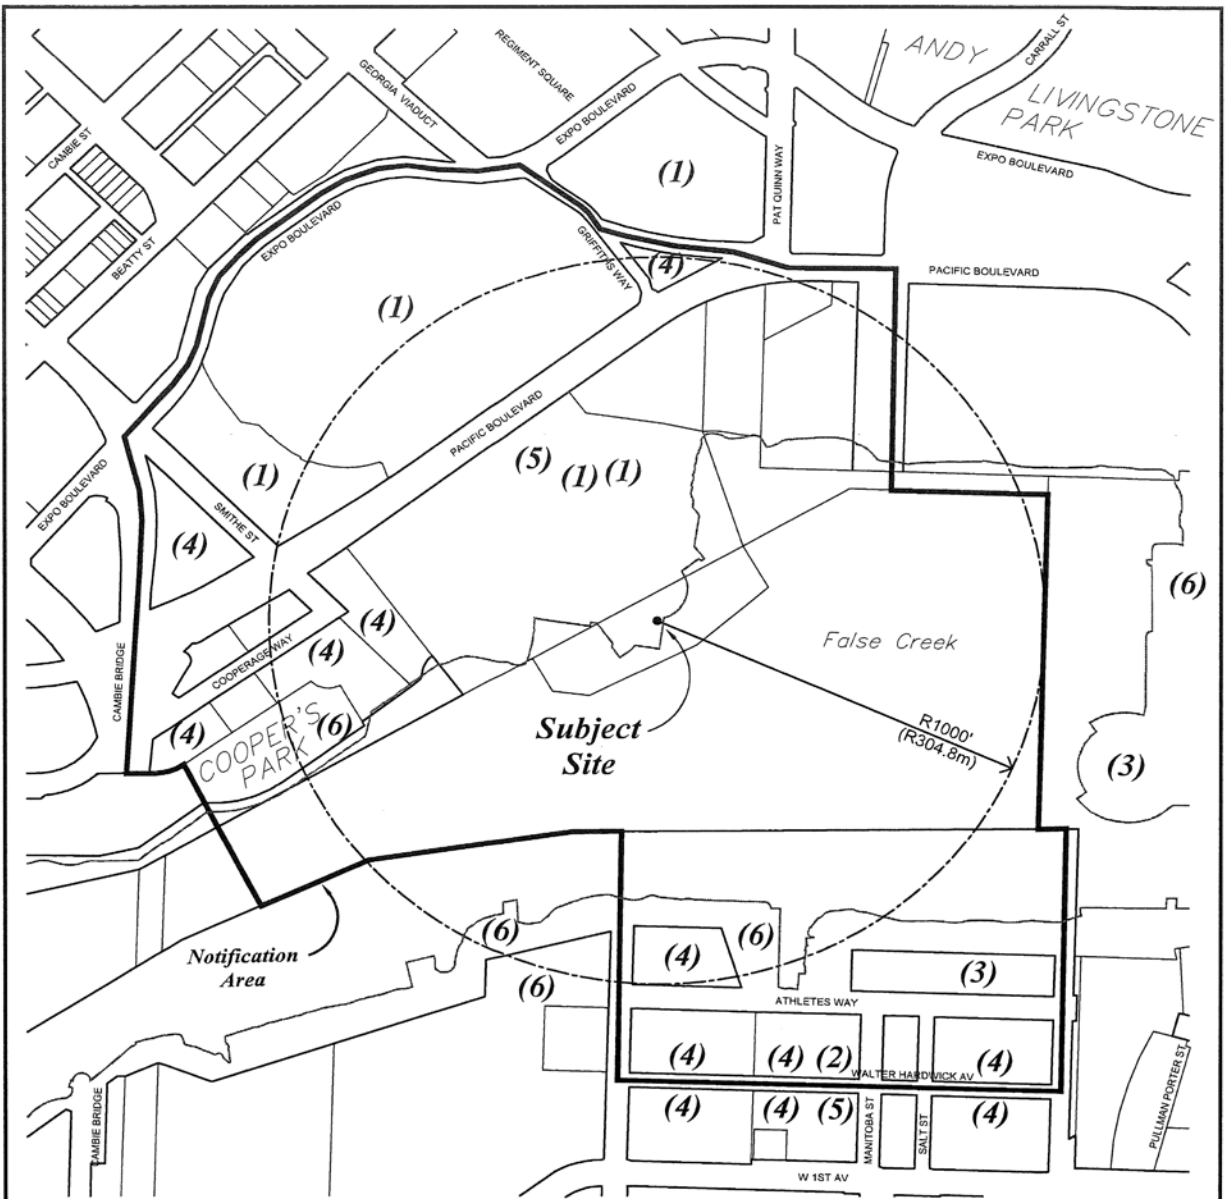 CARRALL ST
ANDY
LIVINGSTONE
PARK
REGIMENT SQUARE
GEORGIA VIADUCT
EXPO BOULEVARD
CAMBIE ST
(1)
PAT QUINN WAY
EXPO BOULEVARD
BEATTY ST
EXPO BOULEVARD
GRIFFITHS WAY
(4)
PACIFIC BOULEVARD
(1)
PACIFIC BOULEVARD
(5)
(1)
(1)
(1)
EXPO BOULEVARD
SMITHE ST
(4)
(6)
(4)
False Creek
(4)
COOPERAGE WAY
CAMBIE BRIDGE
(4)
COOPER'S
PARK
(6)
Subject
Site
R1000'
(R304.8m)
(3)
Notification
Area
(6)
(6)
(4)
(6)
(3)
ATHLETES WAY
(4)
(4)
(2)
(4)
WALTER HARDWICK AV
(4)
(4)
(5)
(4)
MANITOBA ST
SALT ST
PULLMAN PORTER ST
CAMBIE BRIDGE
W 1ST AV